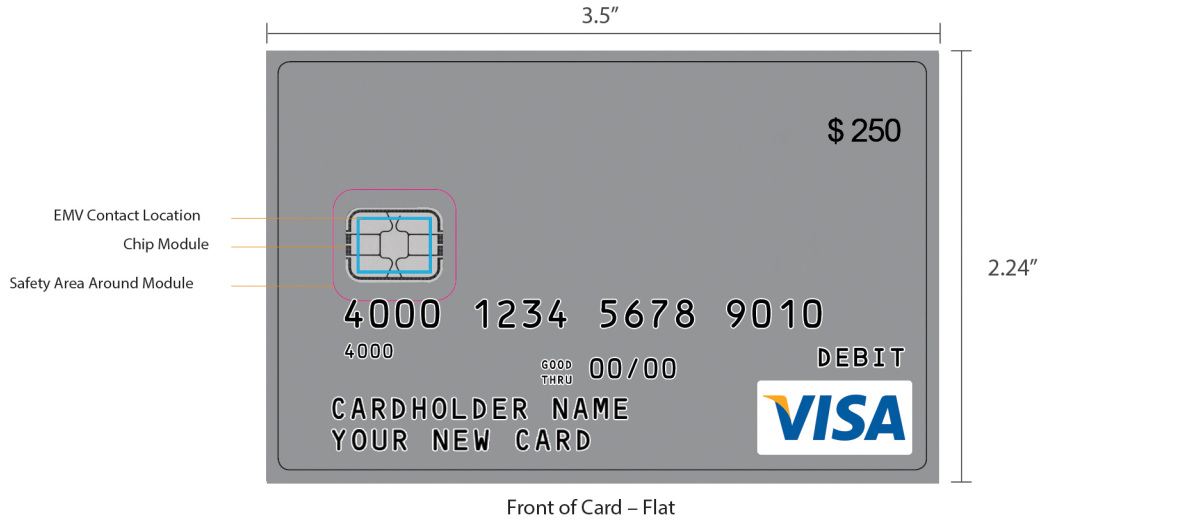 3.5”
$ 250
EMV Contact Location
Chip Module
Safety Area Around Module
2.24”
4000 1234 5678 9010
4000
GOOD THRU 00/00
DEBIT
CARDHOLDER NAME
YOUR NEW CARD
VISA
Front of Card – Flat